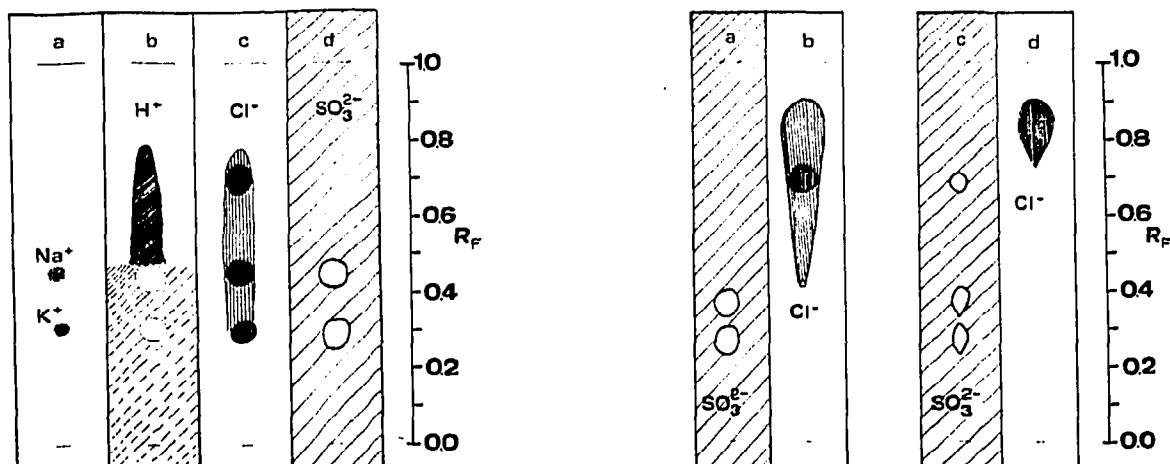 a b c d
1.0
H⁺ Cl⁻ SO₃²⁻
0.8
0.6
R_F
Na⁺
0.4
K⁺
0.2
0.0
a b c d
1.0
0.8
Cl⁻
0.6
R_F
0.4
Cl⁻
0.2
SO₃²⁻ SO₃²⁻
0.0